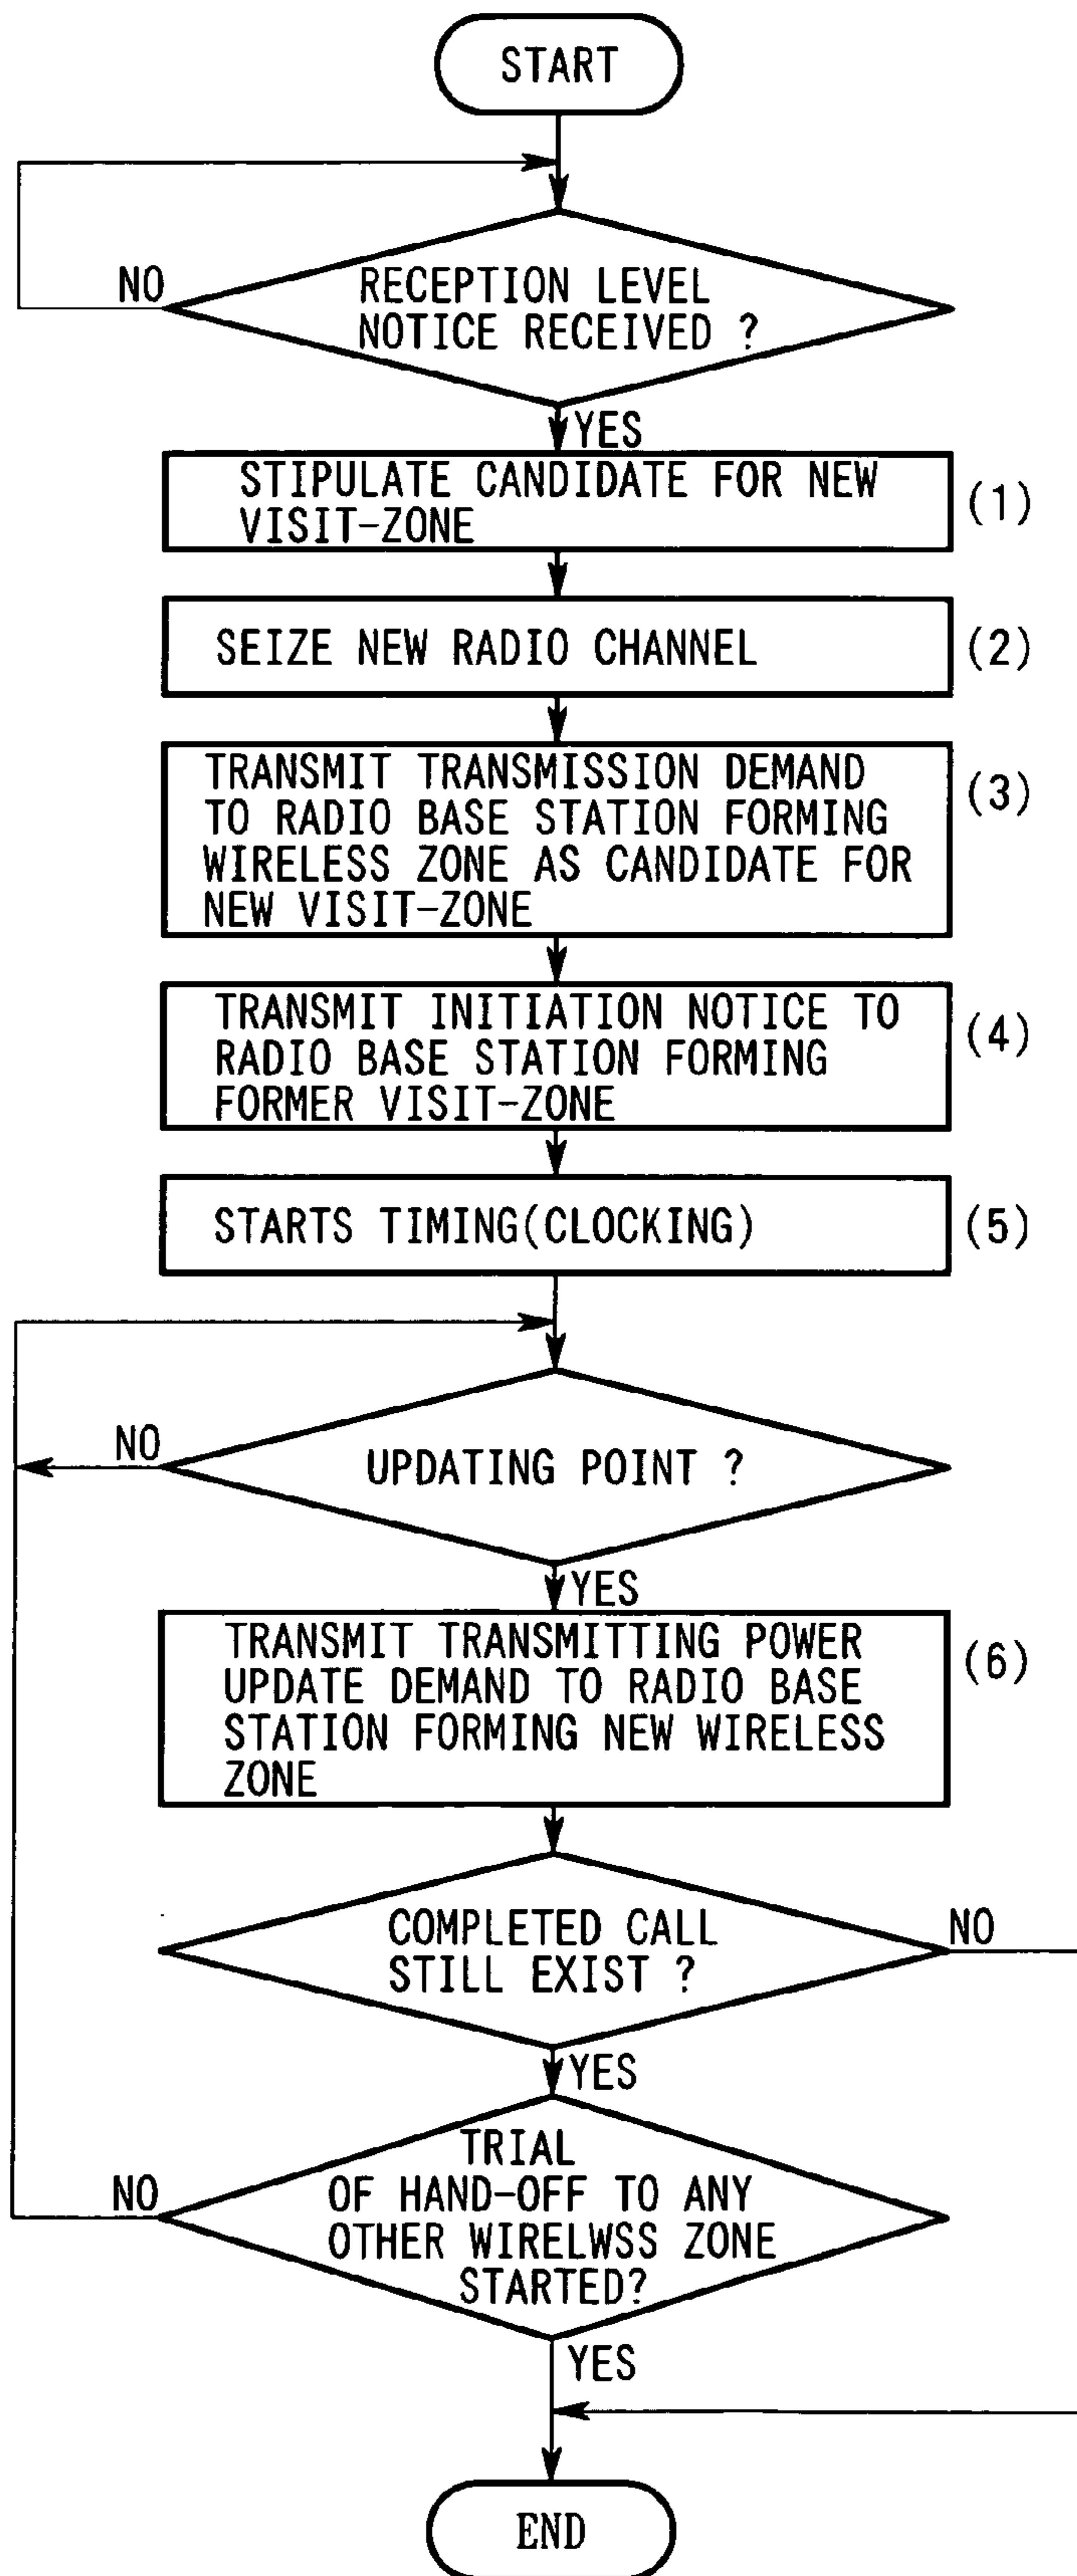 START
NO
RECEPTION LEVEL
NOTICE RECEIVED ?
YES
STIPULATE CANDIDATE FOR NEW
VISIT-ZONE
(1)
SEIZE NEW RADIO CHANNEL
(2)
TRANSMIT TRANSMISSION DEMAND
TO RADIO BASE STATION FORMING
WIRELESS ZONE AS CANDIDATE FOR
NEW VISIT-ZONE
(3)
TRANSMIT INITIATION NOTICE TO
RADIO BASE STATION FORMING
FORMER VISIT-ZONE
(4)
STARTS TIMING(CLOCKING)
(5)
NO
UPDATING POINT ?
YES
TRANSMIT TRANSMITTING POWER
UPDATE DEMAND TO RADIO BASE
STATION FORMING NEW WIRELESS
ZONE
(6)
COMPLETED CALL
STILL EXIST ?
NO
YES
NO
TRIAL
OF HAND-OFF TO ANY
OTHER WIRELWSS ZONE
STARTED?
YES
END